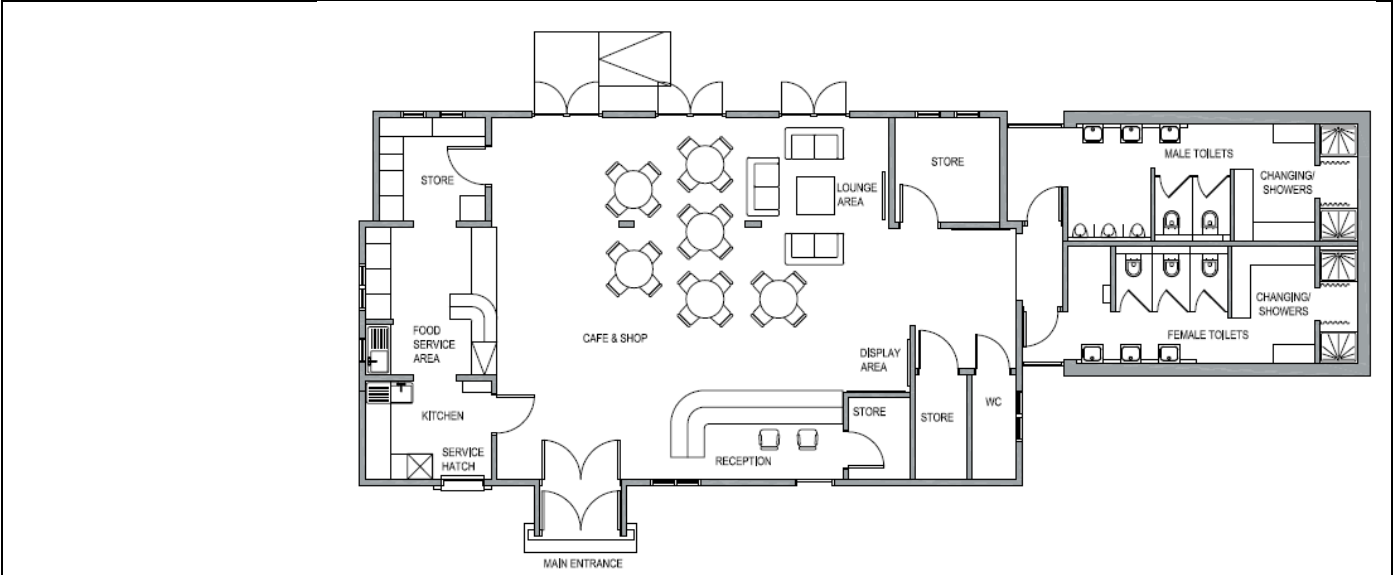 STORE
STORE
LOUNGE
AREA
MALE TOILETS
CHANGING/
SHOWERS
FOOD
SERVICE
AREA
CAFE & SHOP
DISPLAY
AREA
CHANGING/
SHOWERS
FEMALE TOILETS
KITCHEN
SERVICE
HATCH
RECEPTION
STORE
STORE
WC
MAIN ENTRANCE